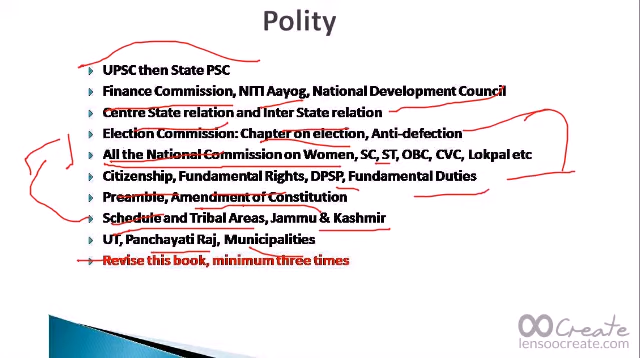 Polity
UPSC then State PSC
Finance Commission, NITI Aayog, National Development Council
Centre State relation and Inter State relation
Election Commission: Chapter on election, Anti-defection
All the National Commission on Women, SC, ST, OBC, CVC, Lokpal etc
Citizenship, Fundamental Rights, DPSP, Fundamental Duties
Preamble, Amendment of Constitution
Schedule and Tribal Areas, Jammu & Kashmir
UT, Panchayati Raj, Municipalities
Revise this book, minimum three times
Create
lensoocreate.com